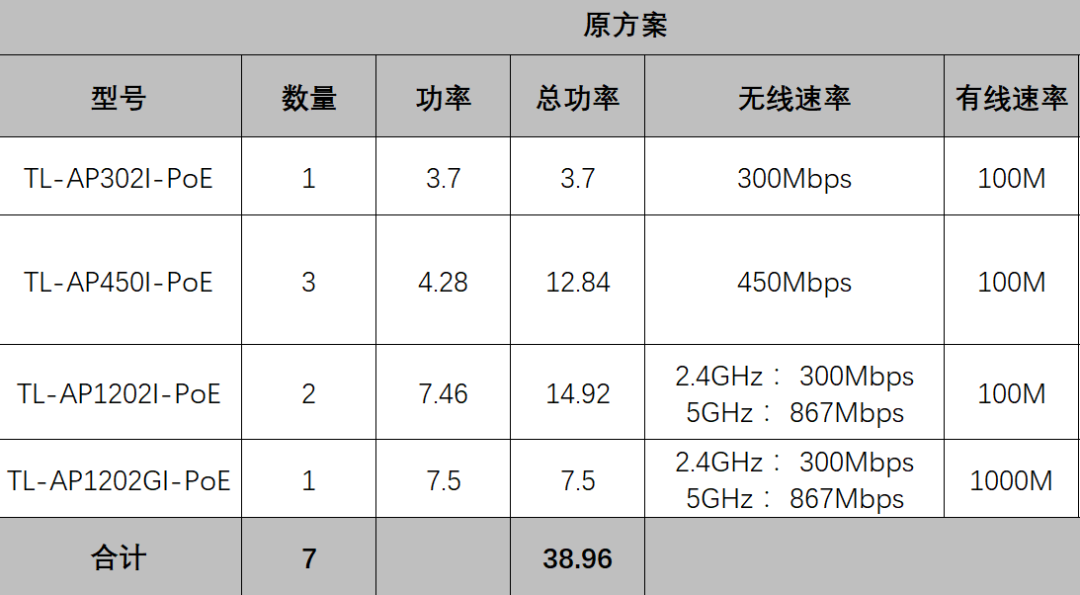 原方案
型号 数量 功率 总功率 无线速率 有线速率
TL-AP302I-PoE 1 3.7 3.7 300Mbps 100M
TL-AP450I-PoE 3 4.28 12.84 450Mbps 100M
TL-AP1202I-PoE 2 7.46 14.92 2.4GHz： 300Mbps 100M
5GHz： 867Mbps
TL-AP1202GI-PoE 1 7.5 7.5 2.4GHz： 300Mbps 1000M
5GHz： 867Mbps
合计 7 38.96